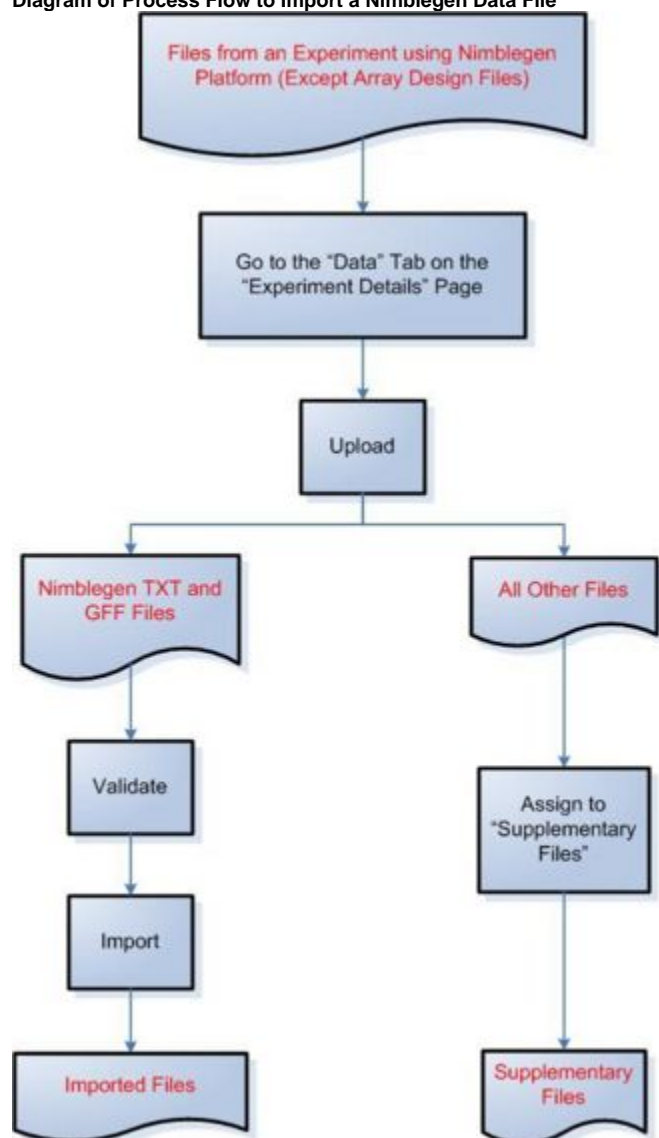 Diagram of Process Flow to Import a Nimblegen Data File
Files from an Experiment using Nimblegen
Platform (Except Array Design Files)
Go to the “Data” Tab on the
“Experiment Details” Page
Upload
Nimblegen TXT and
GFF Files
All Other Files
Validate
Assign to
“Supplementary
Files”
Import
Imported Files
Supplementary
Files